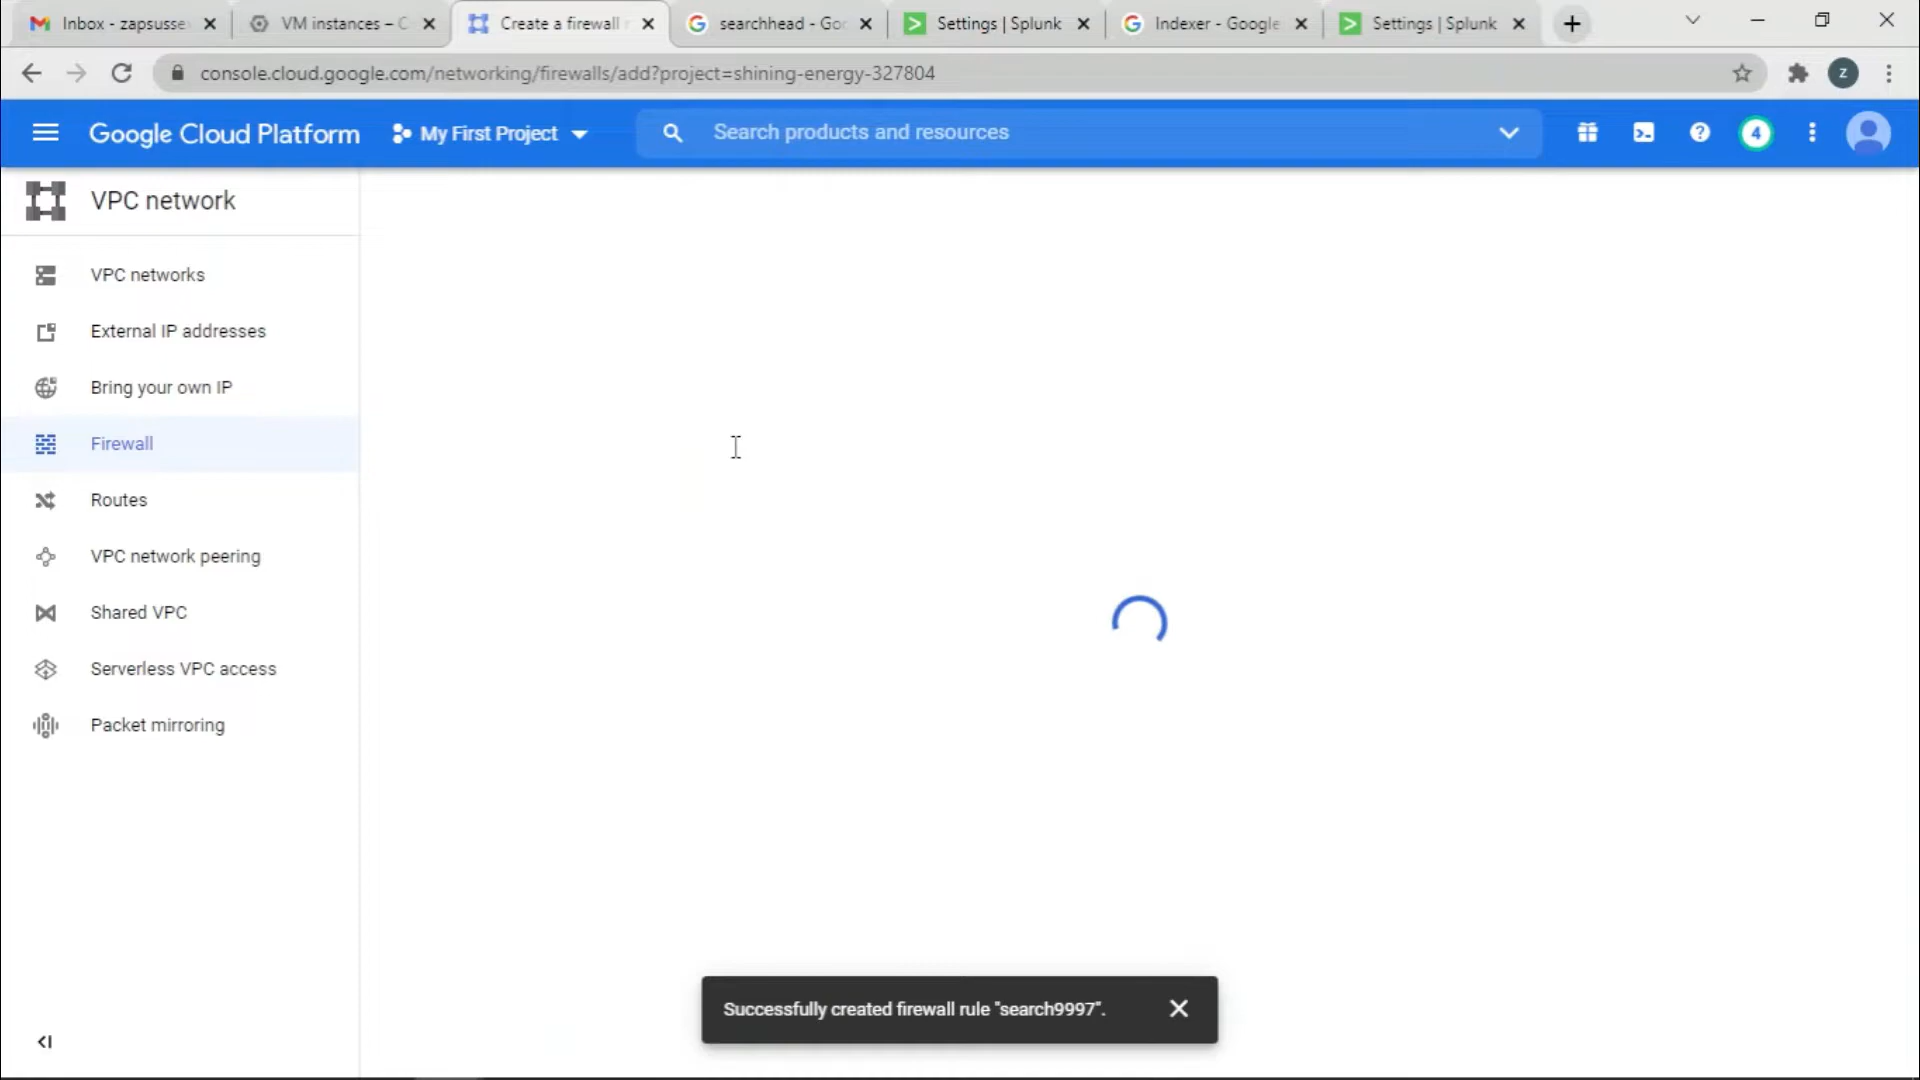 Inbox - zapsusse
VM instances – C
Create a firewall r
searchhead - Goo
Settings | Splunk
Indexer - Google
Settings | Splunk
console.cloud.google.com/networking/firewalls/add?project=shining-energy-327804
z
Google Cloud Platform
My First Project
Search products and resources
4
VPC network
VPC networks
External IP addresses
Bring your own IP
Firewall
Routes
VPC network peering
Shared VPC
Serverless VPC access
Packet mirroring
Successfully created firewall rule "search9997".